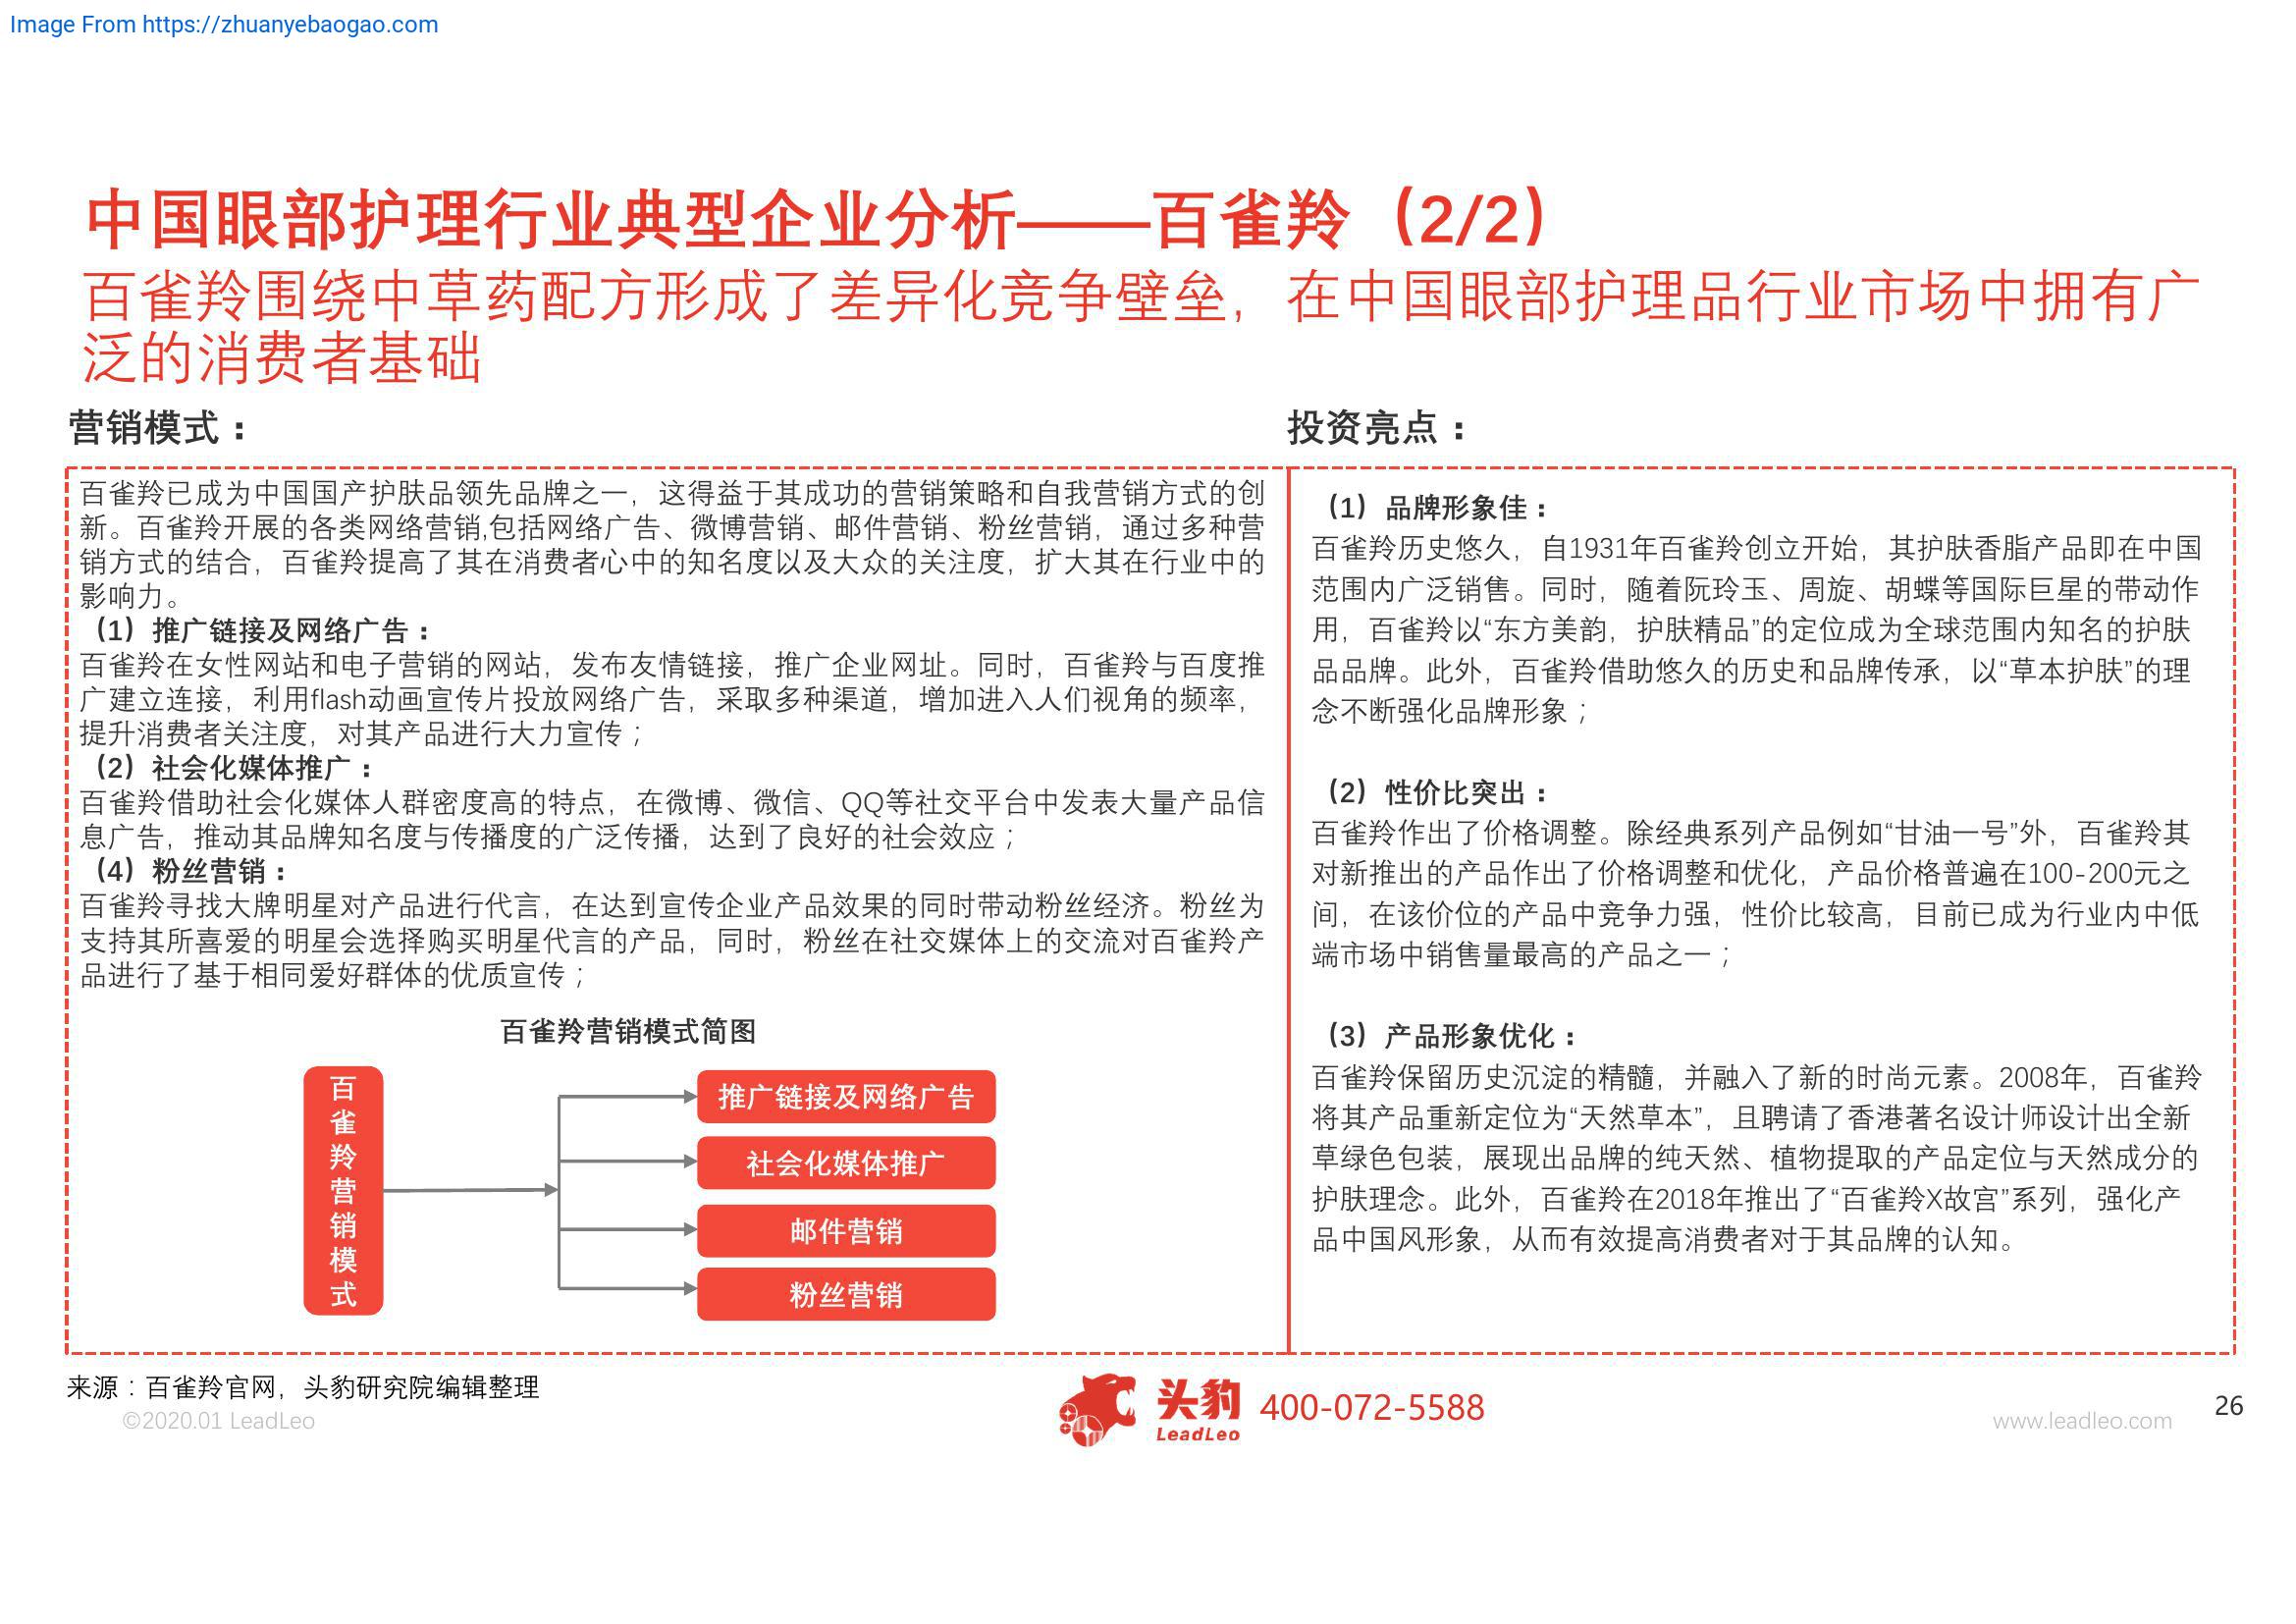 Image From https://zhuanyebaogao.com
中国眼部护理行业典型企业分析——百雀羚（2/2）
百雀羚围绕中草药配方形成了差异化竞争壁垒，在中国眼部护理品行业市场中拥有广
泛的消费者基础
营销模式：
百雀羚已成为中国国产护肤品领先品牌之一，这得益于其成功的营销策略和自我营销方式的创
新。百雀羚开展的各类网络营销,包括网络广告、微博营销、邮件营销、粉丝营销，通过多种营
销方式的结合，百雀羚提高了其在消费者心中的知名度以及大众的关注度，扩大其在行业中的
影响力。
（1）推广链接及网络广告：
百雀羚在女性网站和电子营销的网站，发布友情链接，推广企业网址。同时，百雀羚与百度推
广建立连接，利用flash动画宣传片投放网络广告，采取多种渠道，增加进入人们视角的频率，
提升消费者关注度，对其产品进行大力宣传；
（2）社会化媒体推广：
百雀羚借助社会化媒体人群密度高的特点，在微博、微信、QQ等社交平台中发表大量产品信
息广告，推动其品牌知名度与传播度的广泛传播，达到了良好的社会效应；
（4）粉丝营销：
百雀羚寻找大牌明星对产品进行代言，在达到宣传企业产品效果的同时带动粉丝经济。粉丝为
支持其所喜爱的明星会选择购买明星代言的产品，同时，粉丝在社交媒体上的交流对百雀羚产
品进行了基于相同爱好群体的优质宣传；
百雀羚营销模式简图
百雀羚营销模式
推广链接及网络广告
社会化媒体推广
邮件营销
粉丝营销
投资亮点：
（1）品牌形象佳：
百雀羚历史悠久，自1931年百雀羚创立开始，其护肤香脂产品即在中国
范围内广泛销售。同时，随着阮玲玉、周旋、胡蝶等国际巨星的带动作
用，百雀羚以“东方美韵，护肤精品”的定位成为全球范围内知名的护肤
品品牌。此外，百雀羚借助悠久的历史和品牌传承，以“草本护肤”的理
念不断强化品牌形象；
（2）性价比突出：
百雀羚作出了价格调整。除经典系列产品例如“甘油一号”外，百雀羚其
对新推出的产品作出了价格调整和优化，产品价格普遍在100-200元之
间，在该价位的产品中竞争力强，性价比较高，目前已成为行业内中低
端市场中销售量最高的产品之一；
（3）产品形象优化：
百雀羚保留历史沉淀的精髓，并融入了新的时尚元素。2008年，百雀羚
将其产品重新定位为“天然草本”，且聘请了香港著名设计师设计出全新
草绿色包装，展现出品牌的纯天然、植物提取的产品定位与天然成分的
护肤理念。此外，百雀羚在2018年推出了“百雀羚X故宫”系列，强化产
品中国风形象，从而有效提高消费者对于其品牌的认知。
来源：百雀羚官网，头豹研究院编辑整理
©2020.01 LeadLeo
头豹
LeadLeo
400-072-5588
www.leadleo.com
26